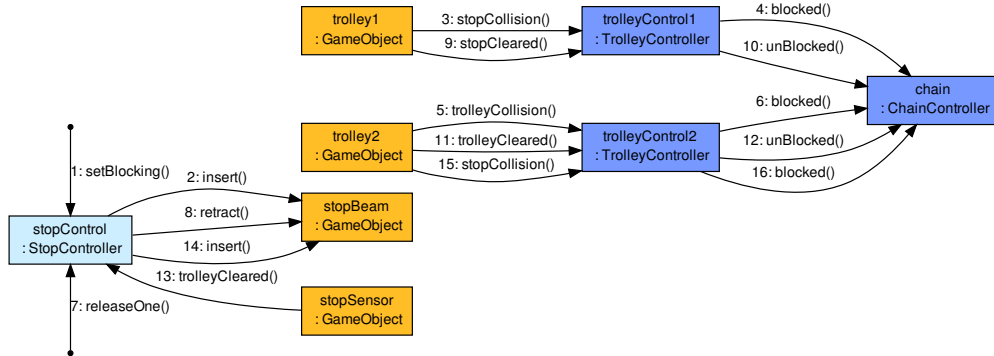 trolley1
: GameObject
3: stopCollision()
9: stopCleared()
trolleyControl1
: TrolleyController
4: blocked()
10: unBlocked()
chain
: ChainController
trolley2
: GameObject
5: trolleyCollision()
11: trolleyCleared()
15: stopCollision()
trolleyControl2
: TrolleyController
6: blocked()
12: unBlocked()
16: blocked()
1: setBlocking()
stopControl
: StopController
2: insert()
8: retract()
14: insert()
13: trolleyCleared()
stopBeam
: GameObject
7: releaseOne()
stopSensor
: GameObject